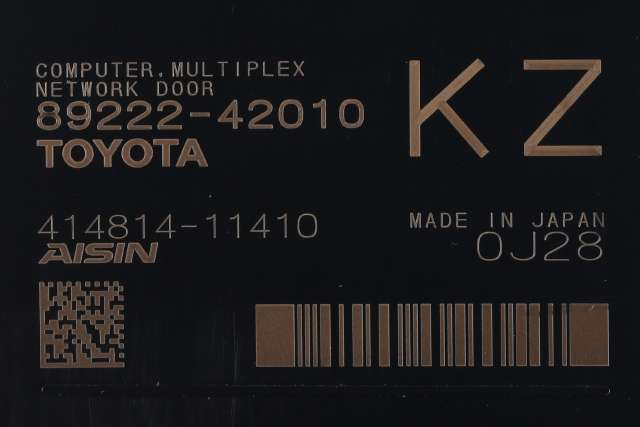 COMPUTER, MULTIPLEX
NETWORK DOOR
89222-42010
TOYOTA
KZ
414814-11410
AISIN
MADE IN JAPAN
0J28